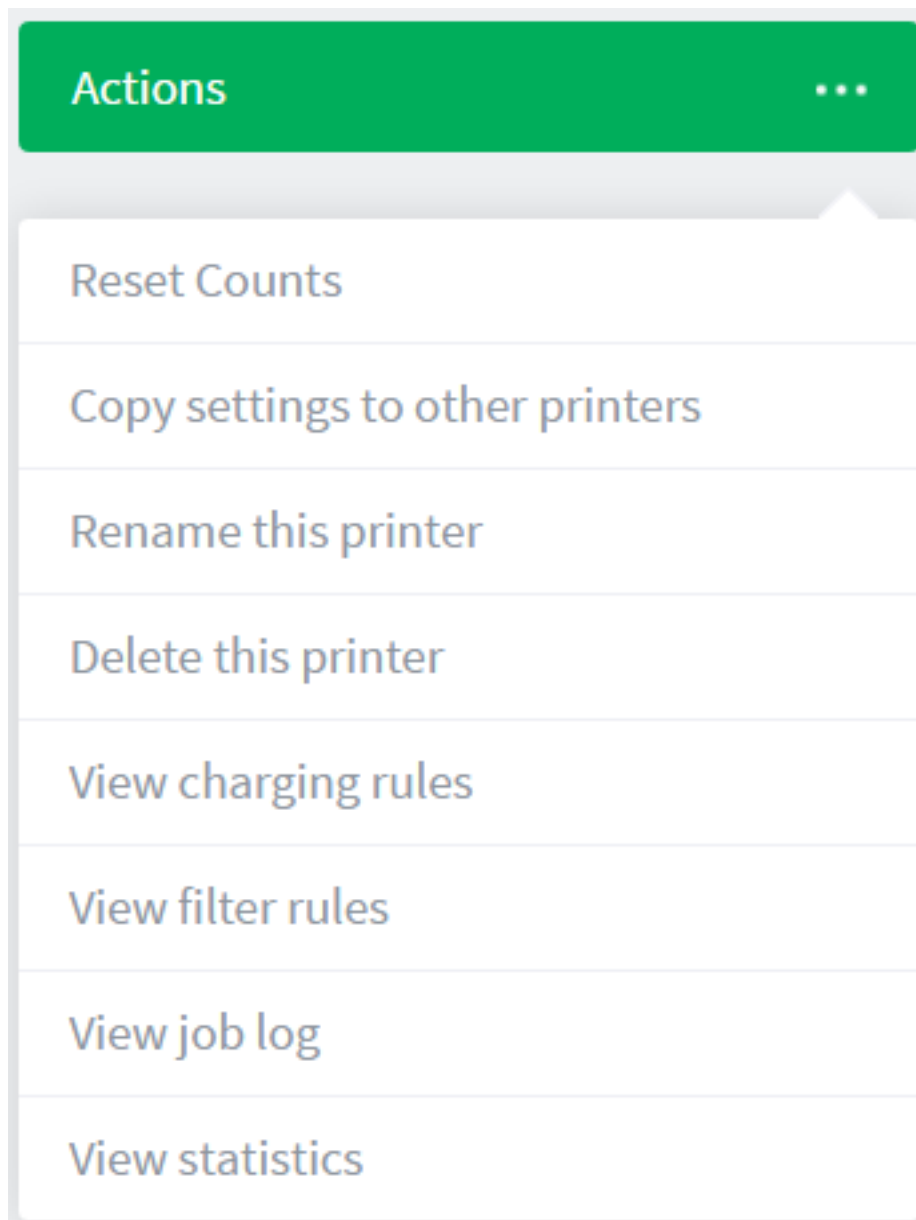 Actions
Reset Counts
Copy settings to other printers
Rename this printer
Delete this printer
View charging rules
View filter rules
View job log
View statistics